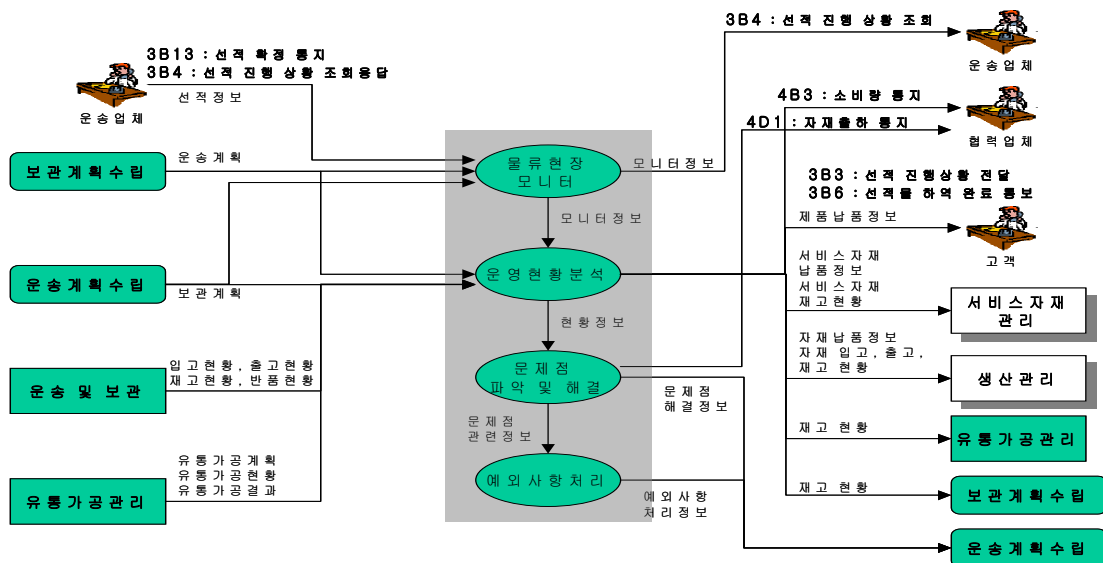 3B13 : 선적 확정 통지
3B4 : 선적 진행 상황 조회응답
선적정보
운송업체
보관계획수립
운송계획
운송계획수립
보관계획
운송 및 보관
입고현황, 출고현황
재고현황, 반품현황
유통가공관리
유통가공계획
유통가공현황
유통가공결과
물류현장
모니터
모니터정보
운영현황분석
현황정보
문제점
파악 및 해결
문제점
관련정보
예외사항처리
모니터정보
문제점
해결정보
예외사항
처리정보
3B4 : 선적 진행 상황 조회
운송업체
4B3 : 소비량 통지
4D1 : 자재출하 통지
협력업체
3B3 : 선적 진행상황 전달
3B6 : 선적물 하역 완료 통보
제품납품정보
고객
서비스자재
납품정보
서비스자재
재고현황
서비스자재
관리
자재납품정보
자재 입고, 출고,
재고 현황
생산관리
재고 현황
유통가공관리
재고 현황
보관계획수립
운송계획수립